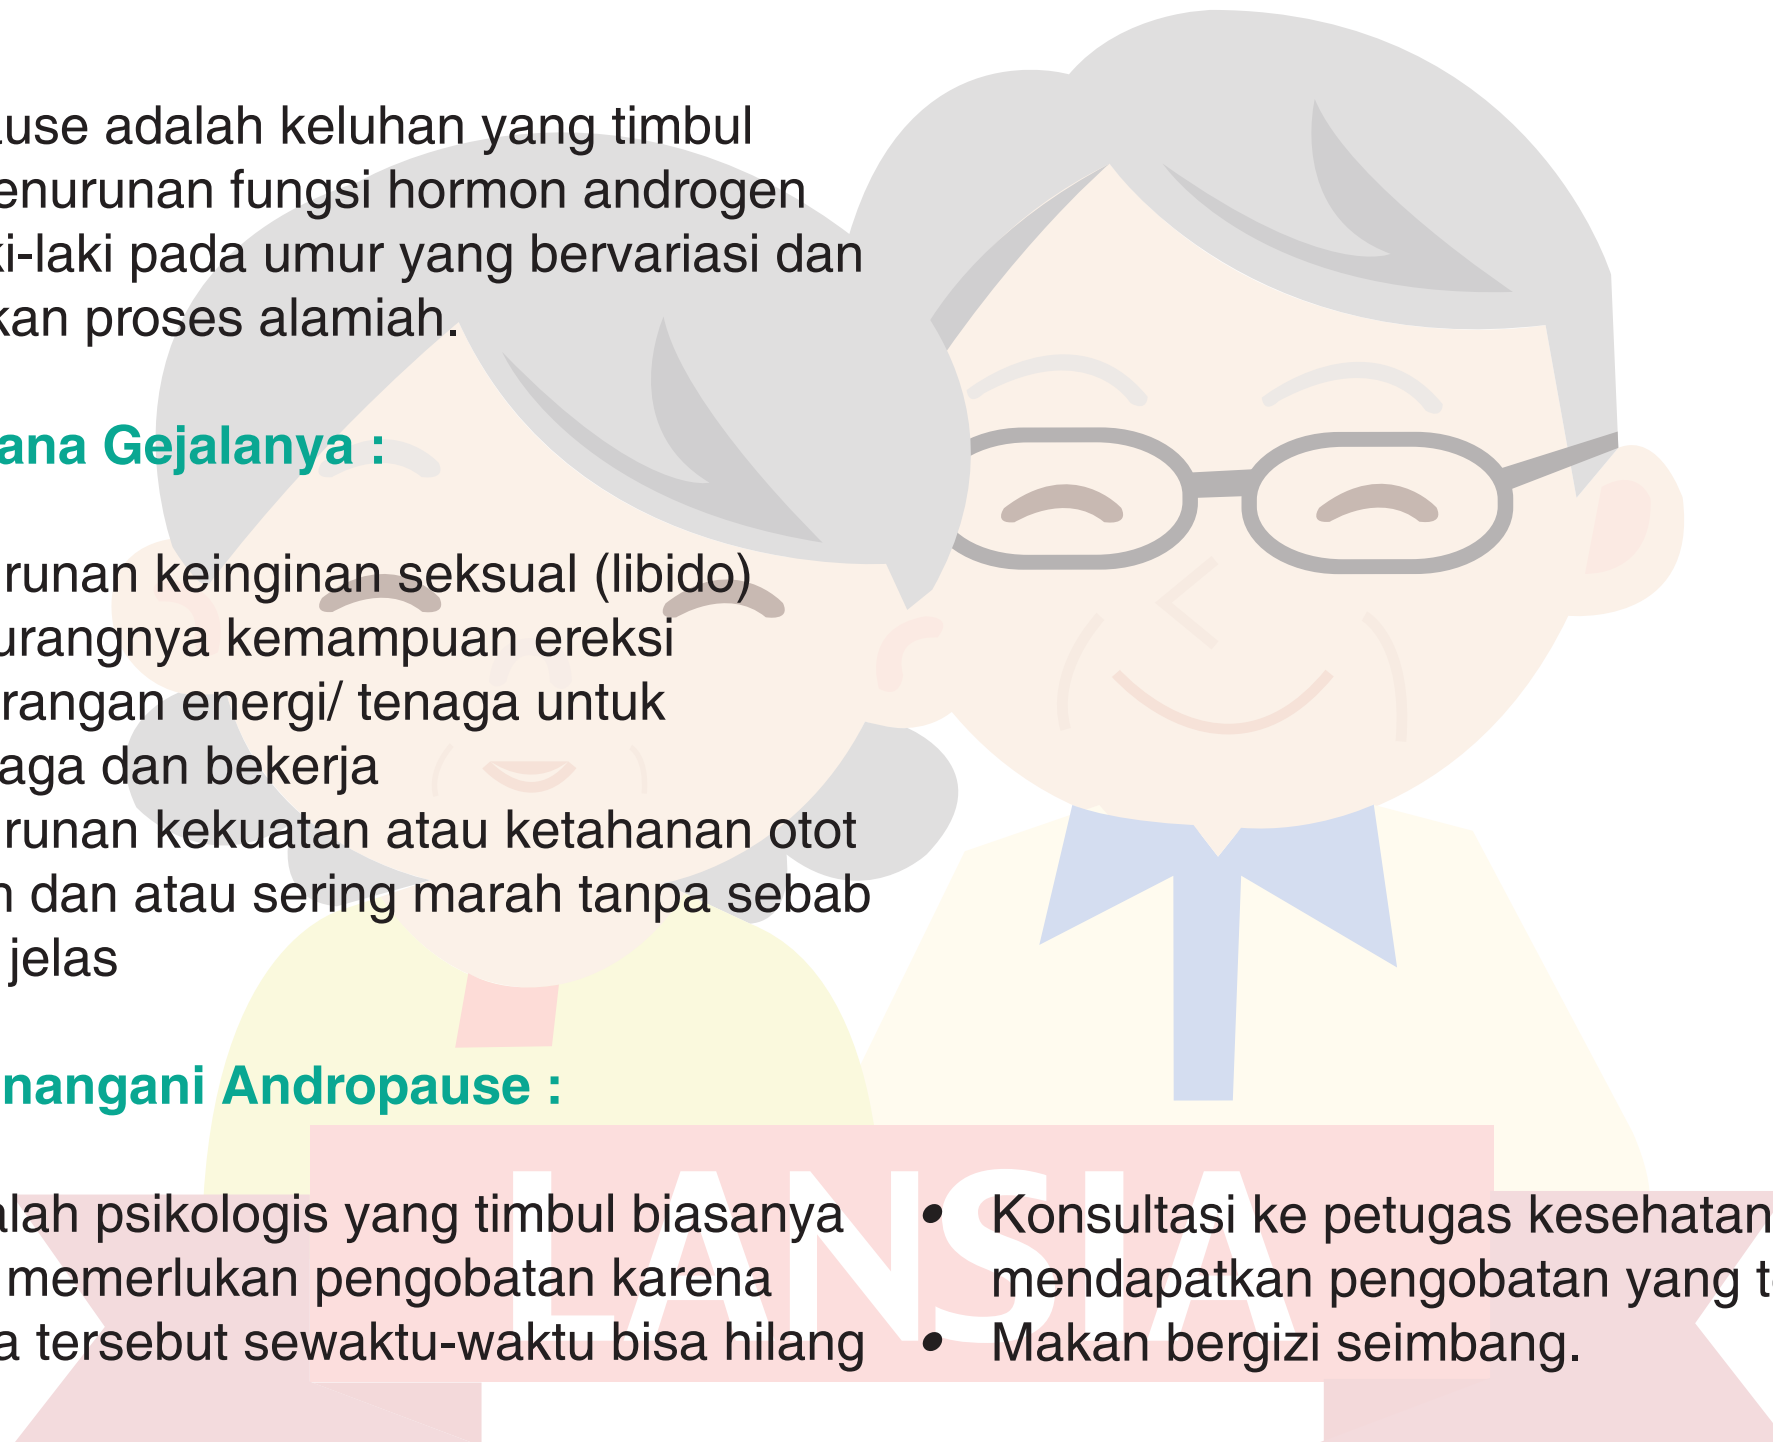 use adalah keluhan yang timbul
enurunan fungsi hormon androgen
ki-laki pada umur yang bervariasi dan
kan proses alamiah.
ana Gejalanya :
runan keinginan seksual (libido)
urangnya kemampuan ereksi
rangan energi/ tenaga untuk
aga dan bekerja
runan kekuatan atau ketahanan otot
n dan atau sering marah tanpa sebab
jelas
nangani Andropause :
alah psikologis yang timbul biasanya
memerlukan pengobatan karena
a tersebut sewaktu-waktu bisa hilang
• Konsultasi ke petugas kesehatan
mendapatkan pengobatan yang t
• Makan bergizi seimbang.
LANSIA